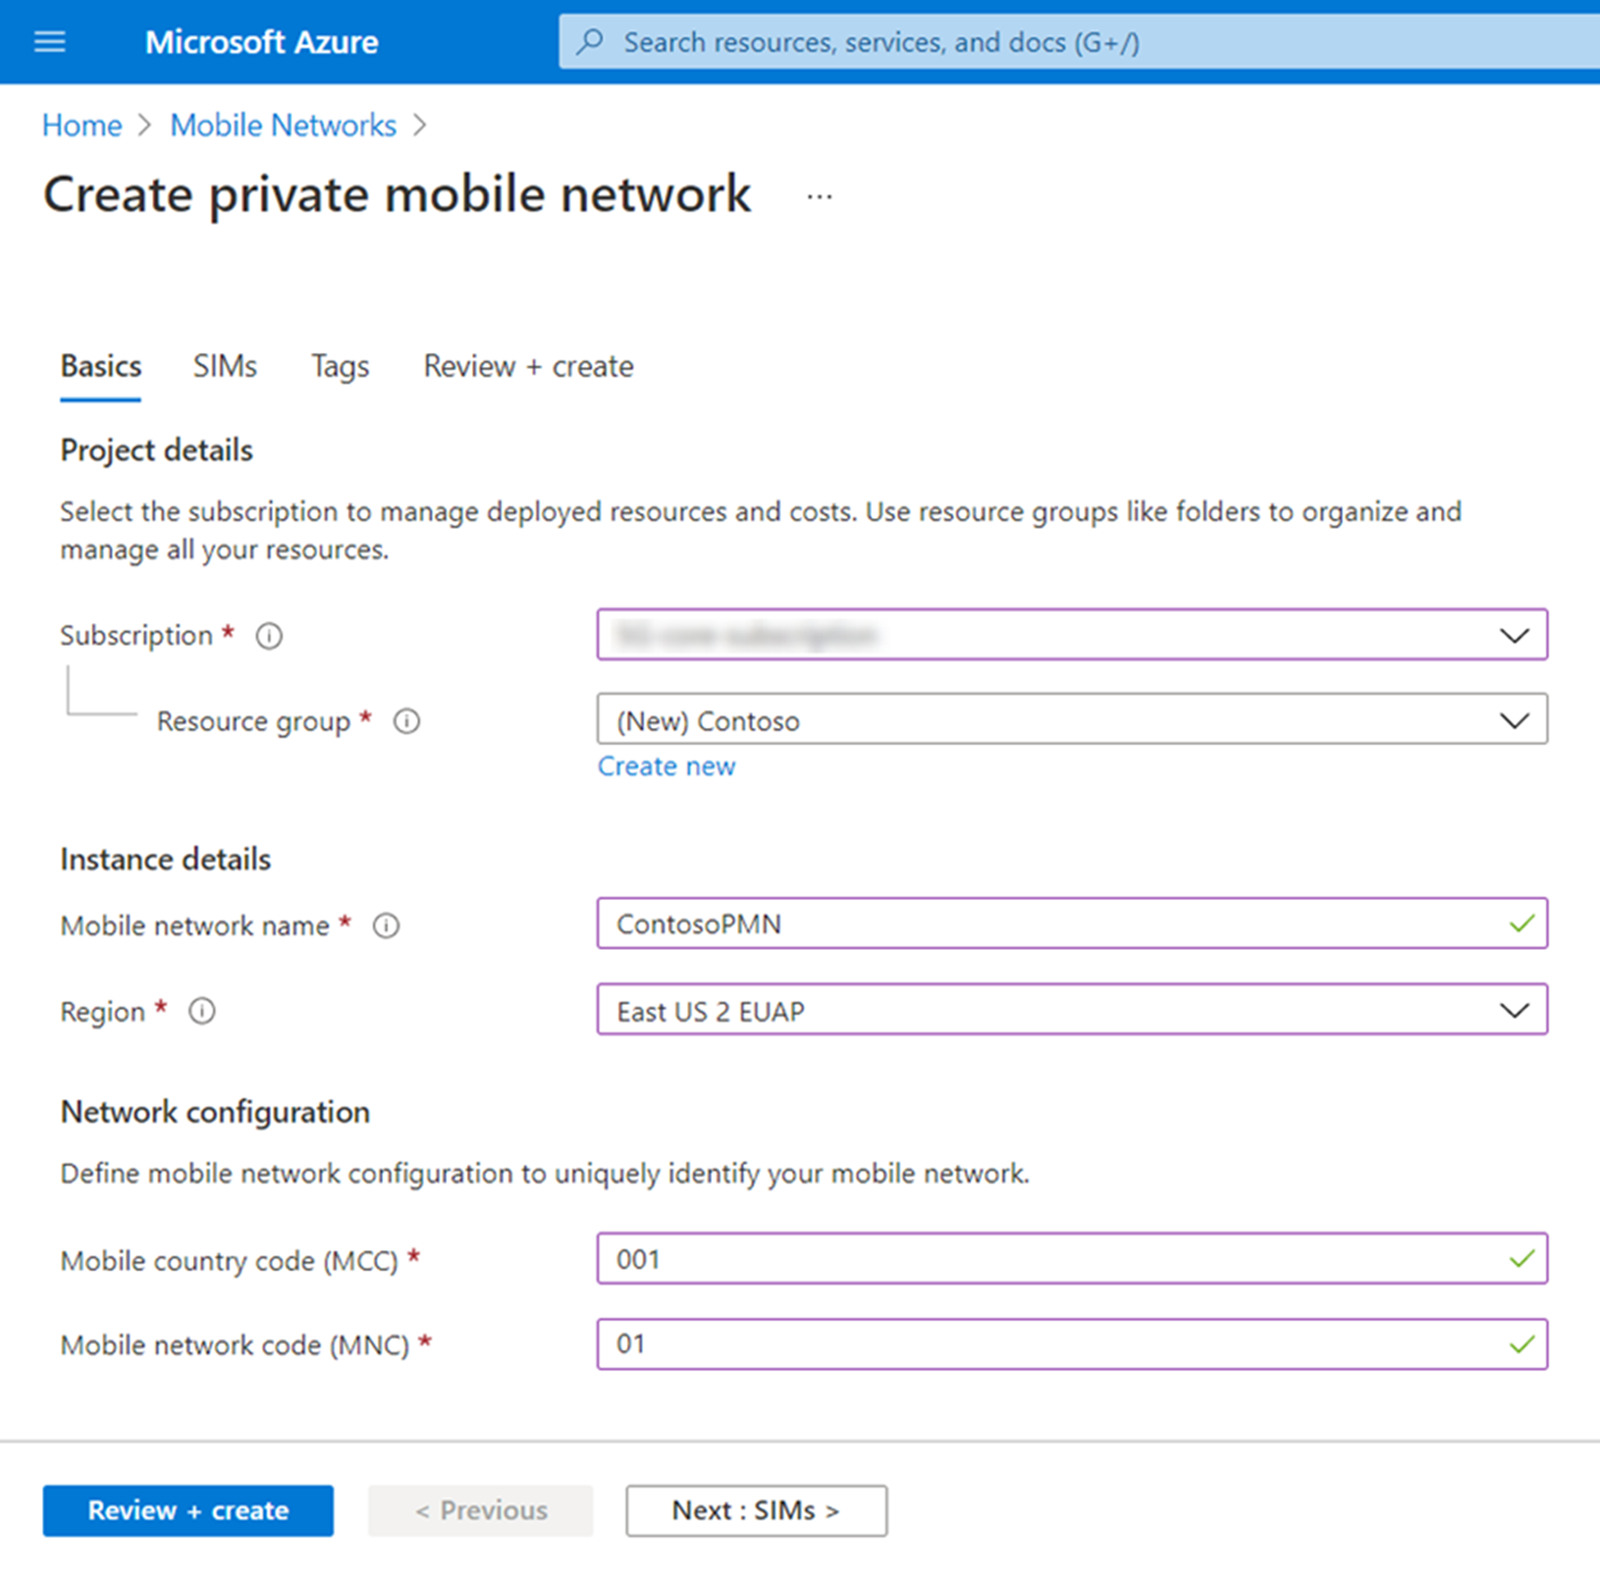 Microsoft Azure
Search resources, services, and docs (G+/)
Home > Mobile Networks >
Create private mobile network ...
Basics SIMs Tags Review + create
Project details
Select the subscription to manage deployed resources and costs. Use resource groups like folders to organize and
manage all your resources.
Subscription *
Resource group * (New) Contoso
Create new
Instance details
Mobile network name * ContosoPMN
Region * East US 2 EUAP
Network configuration
Define mobile network configuration to uniquely identify your mobile network.
Mobile country code (MCC) * 001
Mobile network code (MNC) * 01
Review + create < Previous Next : SIMs >